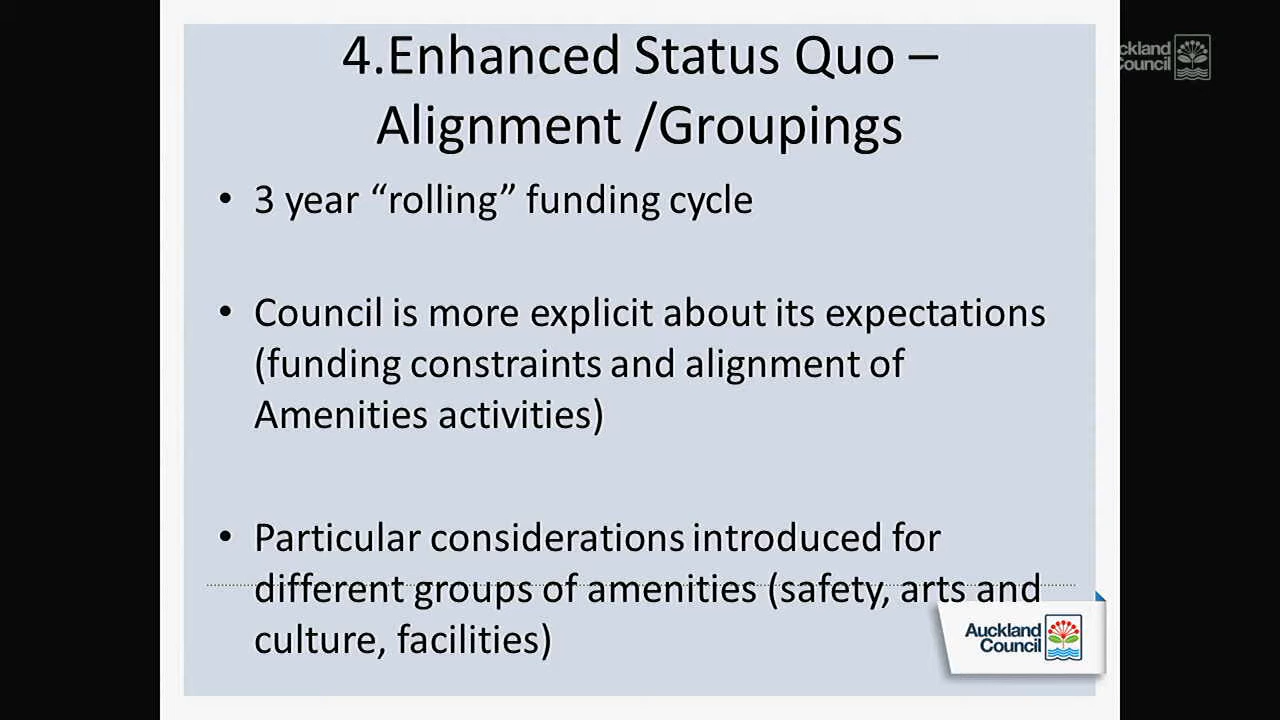 4.Enhanced Status Quo –
Alignment /Groupings
• 3 year “rolling” funding cycle
• Council is more explicit about its expectations
(funding constraints and alignment of
Amenities activities)
• Particular considerations introduced for
different groups of amenities (safety, arts and
culture, facilities)
Auckland
Council
ckland
Council